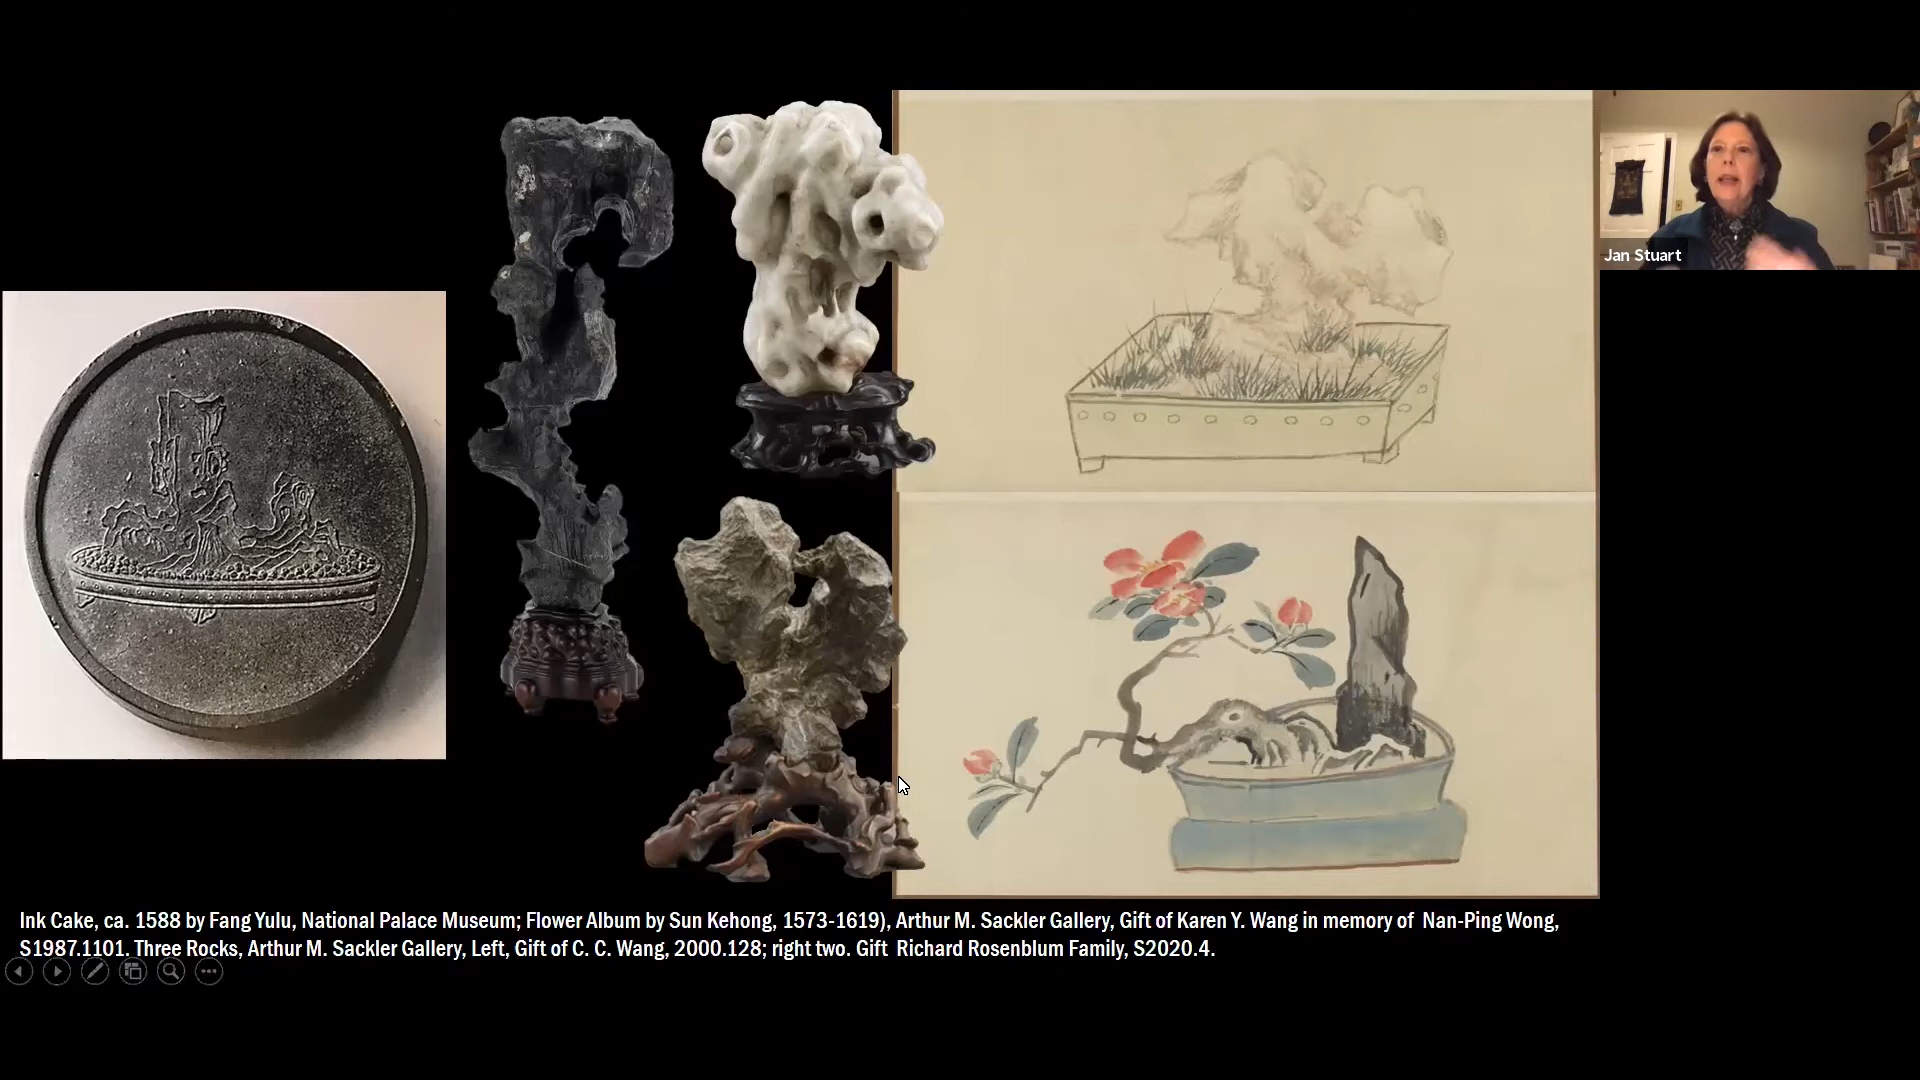 Jan Stuart
Ink Cake, ca. 1588 by Fang Yulu, National Palace Museum; Flower Album by Sun Kehong, 1573-1619), Arthur M. Sackler Gallery, Gift of Karen Y. Wang in memory of Nan-Ping Wong,
S1987.1101. Three Rocks, Arthur M. Sackler Gallery, Left, Gift of C. C. Wang, 2000.128; right two. Gift Richard Rosenblum Family, S2020.4.